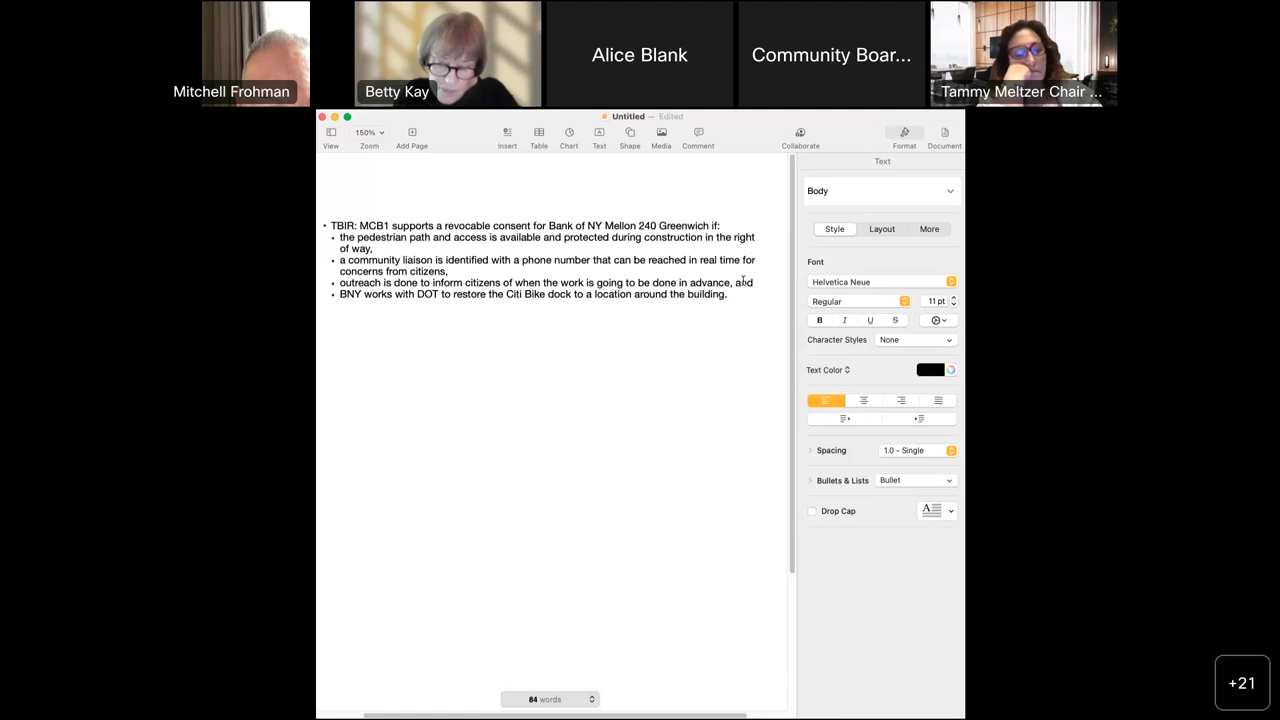 Mitchell Frohman
Betty Kay
Alice Blank
Community Boar...
Tammy Meltzer Chair ...
Untitled — Edited
View
150%
Zoom
Add Page
Insert
Table
Chart
Text
Shape
Media
Comment
Collaborate
Format
Document
Text
• TBIR: MCB1 supports a revocable consent for Bank of NY Mellon 240 Greenwich if:
• the pedestrian path and access is available and protected during construction in the right
of way,
• a community liaison is identified with a phone number that can be reached in real time for
concerns from citizens,
• outreach is done to inform citizens of when the work is going to be done in advance, and
• BNY works with DOT to restore the Citi Bike dock to a location around the building.
84 words
Body
Style
Layout
More
Font
Helvetica Neue
Regular
11 pt
B
I
U
S
Character Styles
None
Text Color
Spacing
1.0 - Single
Bullets & Lists
Bullet
Drop Cap
A
+21